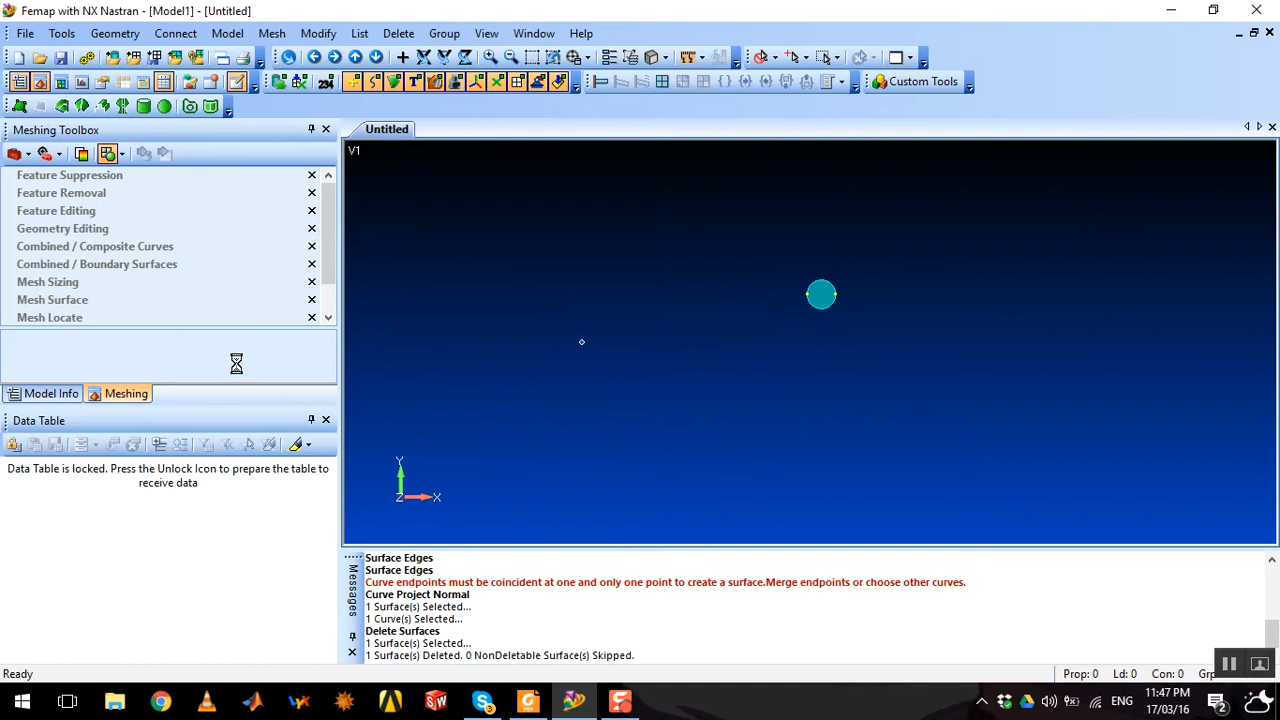 Femap with NX Nastran - [Model1] - [Untitled]
File Tools Geometry Connect Model Mesh Modify List Delete Group View Window Help
234
Custom Tools
Meshing Toolbox
Untitled
V1
Feature Suppression
Feature Removal
Feature Editing
Geometry Editing
Combined / Composite Curves
Combined / Boundary Surfaces
Mesh Sizing
Mesh Surface
Mesh Locate
Model Info Meshing
Data Table
Data Table is locked. Press the Unlock Icon to prepare the table to
receive data
Y
Z X
Messages
Surface Edges
Surface Edges
Curve endpoints must be coincident at one and only one point to create a surface.Merge endpoints or choose other curves.
Curve Project Normal
1 Surface(s) Selected...
1 Curve(s) Selected...
Delete Surfaces
1 Surface(s) Selected...
1 Surface(s) Deleted. 0 NonDeletable Surface(s) Skipped.
Ready
Prop: 0 Ld: 0 Con: 0 Grp
ENG
11:47 PM
17/03/16
2
3